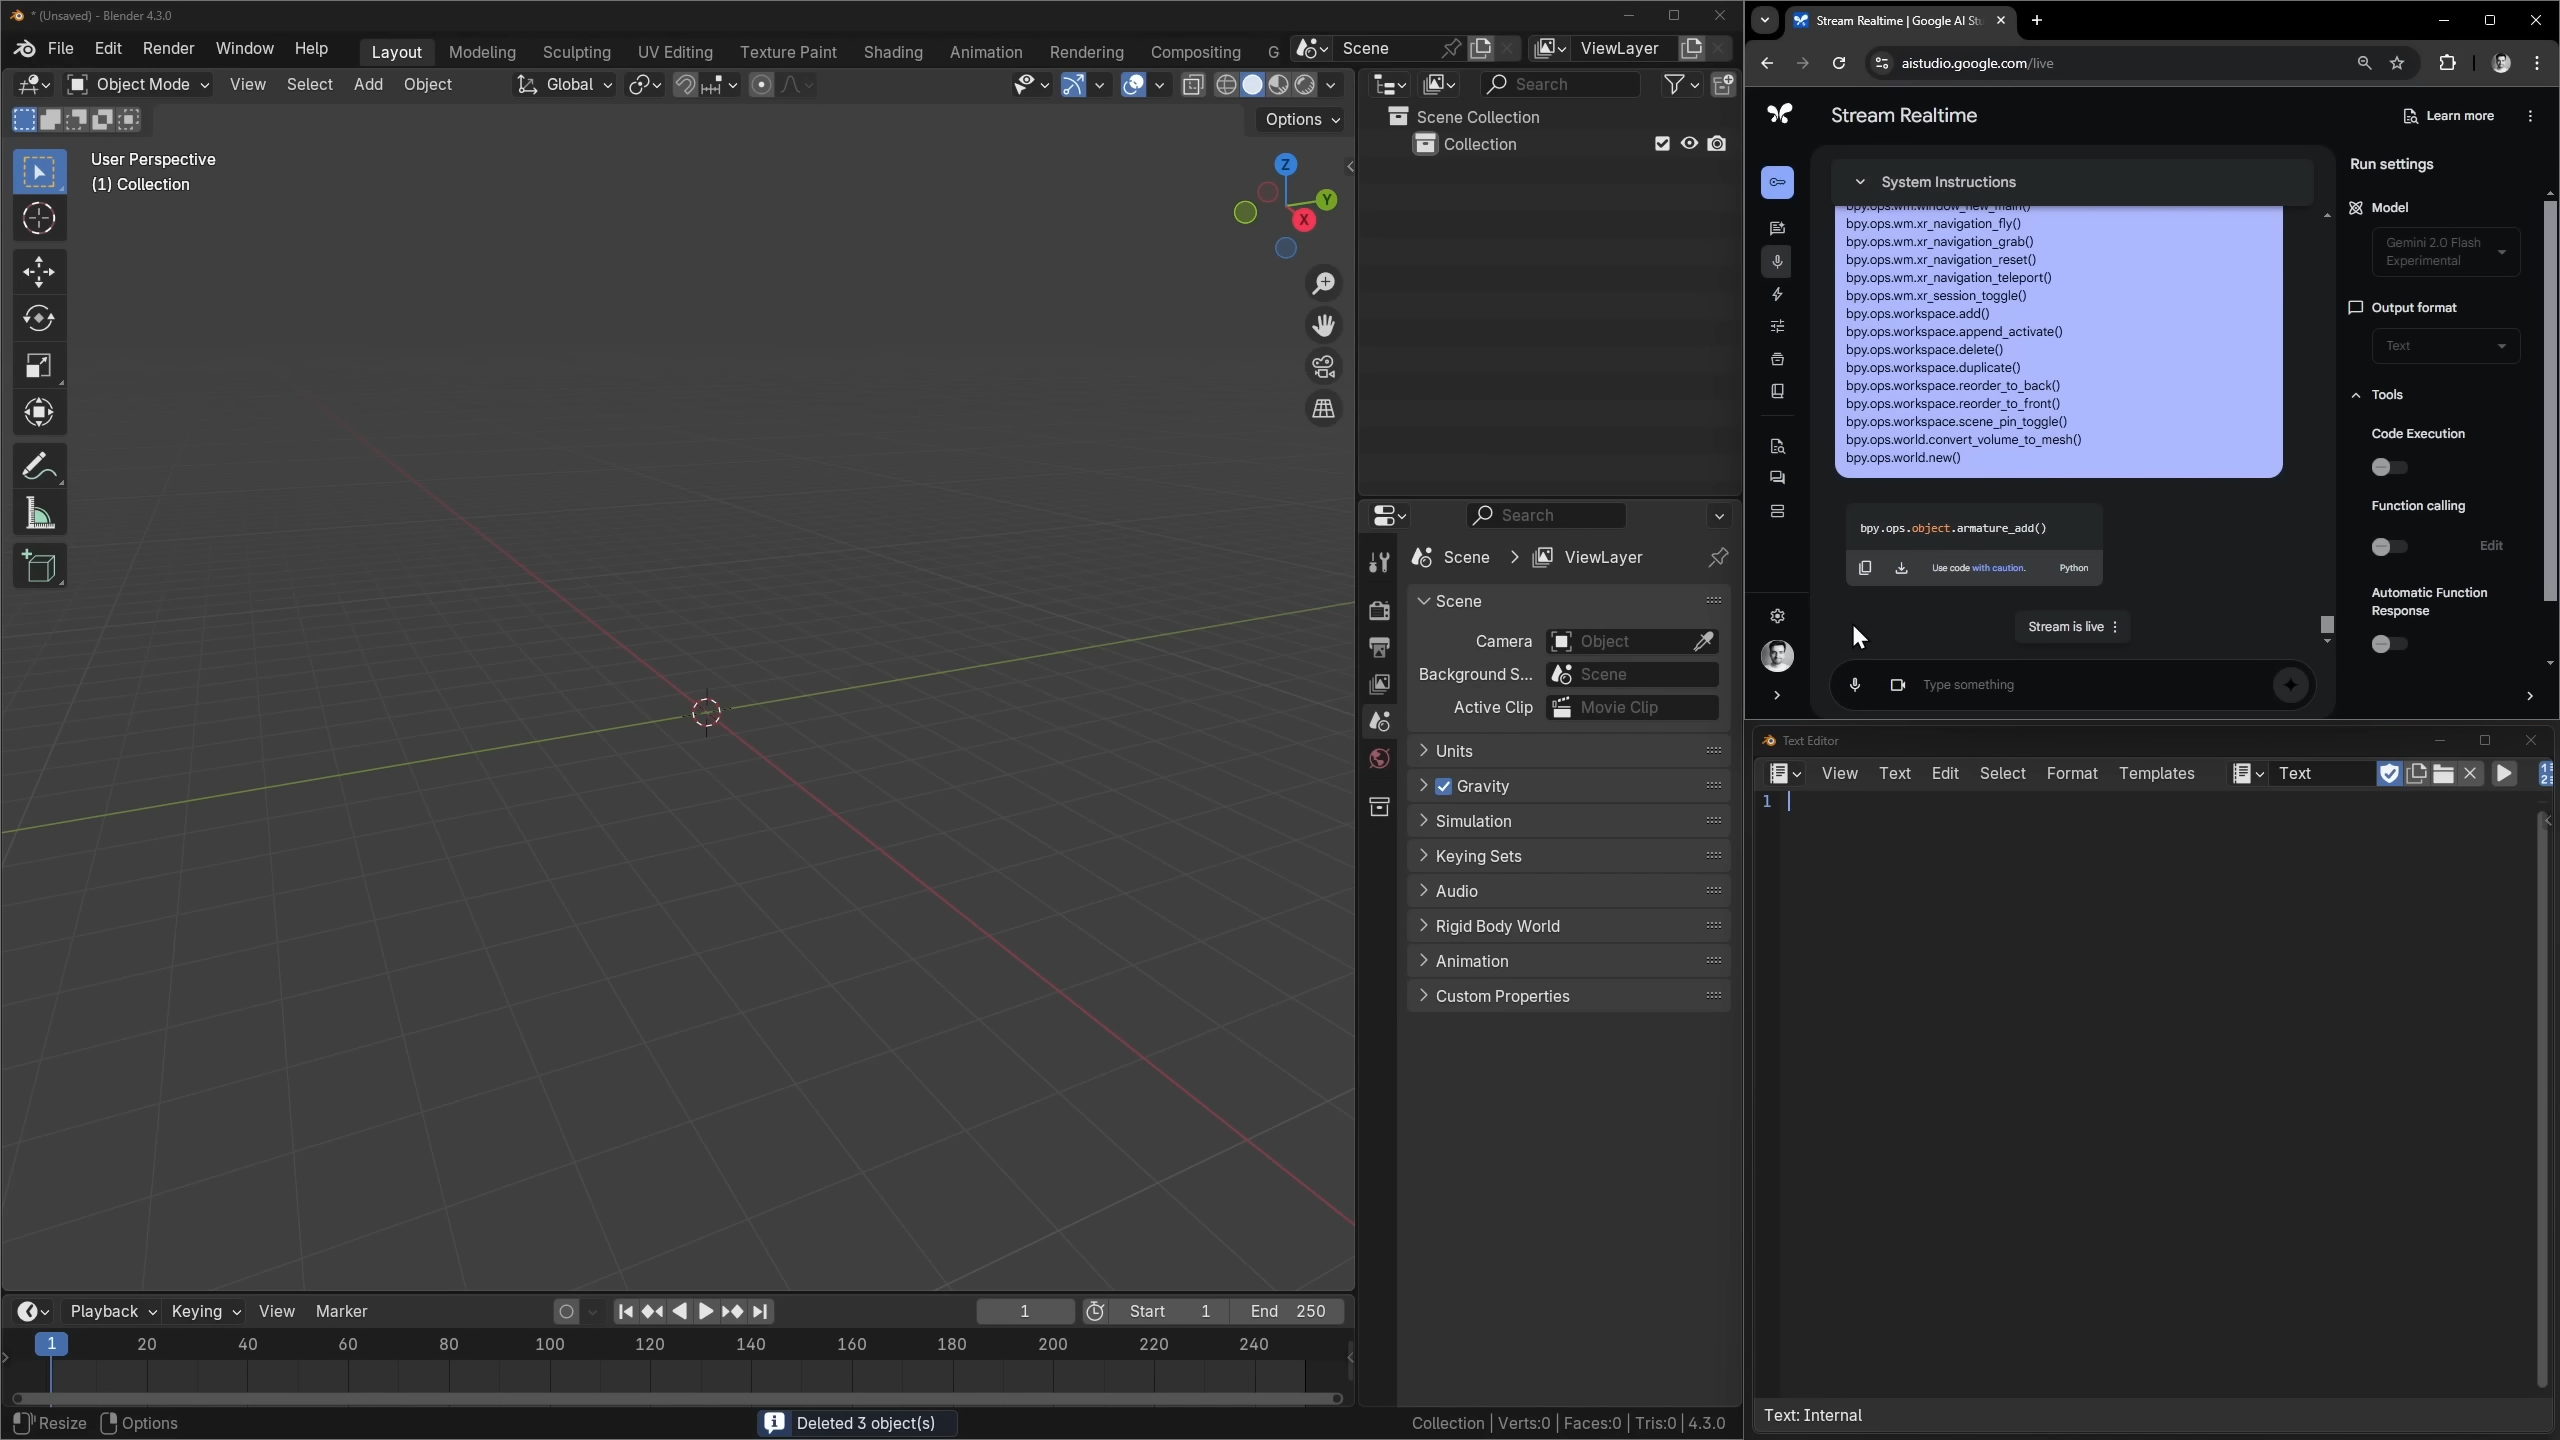 * (Unsaved) - Blender 4.3.0
File Edit Render Window Help
Layout Modeling Sculpting UV Editing Texture Paint Shading Animation Rendering Compositing G
Scene
ViewLayer
Object Mode View Select Add Object
Global
Options
User Perspective
(1) Collection
Z
Y
X
Search
Scene Collection
Collection
Search
Scene ViewLayer
Scene
Camera Object
Background S... Scene
Active Clip Movie Clip
Units
Gravity
Simulation
Keying Sets
Audio
Rigid Body World
Animation
Custom Properties
Playback Keying View Marker
1 Start 1 End 250
1 20 40 60 80 100 120 140 160 180 200 220 240
Resize Options
Deleted 3 object(s)
Collection | Verts:0 | Faces:0 | Tris:0 | 4.3.0
Stream Realtime | Google AI St
aistudio.google.com/live
Stream Realtime
Learn more
System Instructions
bpy.ops.wm.window_new_main()
bpy.ops.wm.xr_navigation_fly()
bpy.ops.wm.xr_navigation_grab()
bpy.ops.wm.xr_navigation_reset()
bpy.ops.wm.xr_navigation_teleport()
bpy.ops.wm.xr_session_toggle()
bpy.ops.workspace.add()
bpy.ops.workspace.append_activate()
bpy.ops.workspace.delete()
bpy.ops.workspace.duplicate()
bpy.ops.workspace.reorder_to_back()
bpy.ops.workspace.reorder_to_front()
bpy.ops.workspace.scene_pin_toggle()
bpy.ops.world.convert_volume_to_mesh()
bpy.ops.world.new()
bpy.ops.object.armature_add()
Use code with caution. Python
Stream is live
Type something
Run settings
Model
Gemini 2.0 Flash
Experimental
Output format
Text
Tools
Code Execution
Function calling
Edit
Automatic Function
Response
Text Editor
View Text Edit Select Format Templates
Text
1
Text: Internal